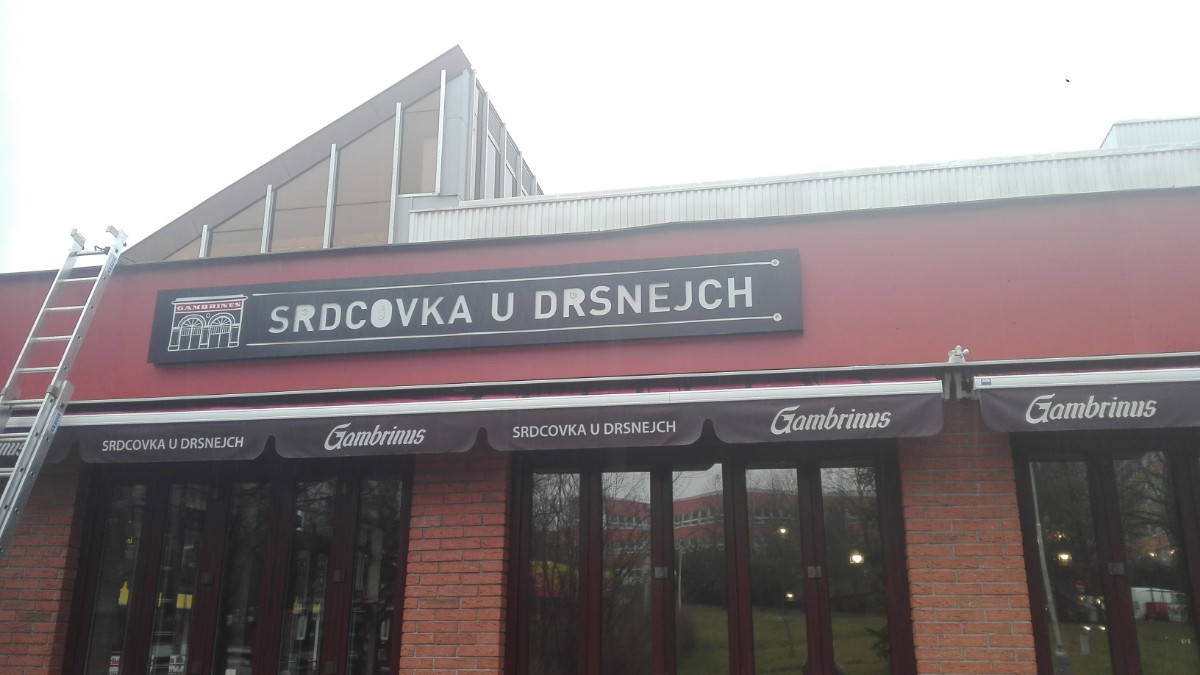 GAMBRINUS
SRDCOVKA U DRSNEJCH
SRDCOVKA U DRSNEJCH
Gambrinus
SRDCOVKA U DRSNEJCH
Gambrinus
Gambrinus